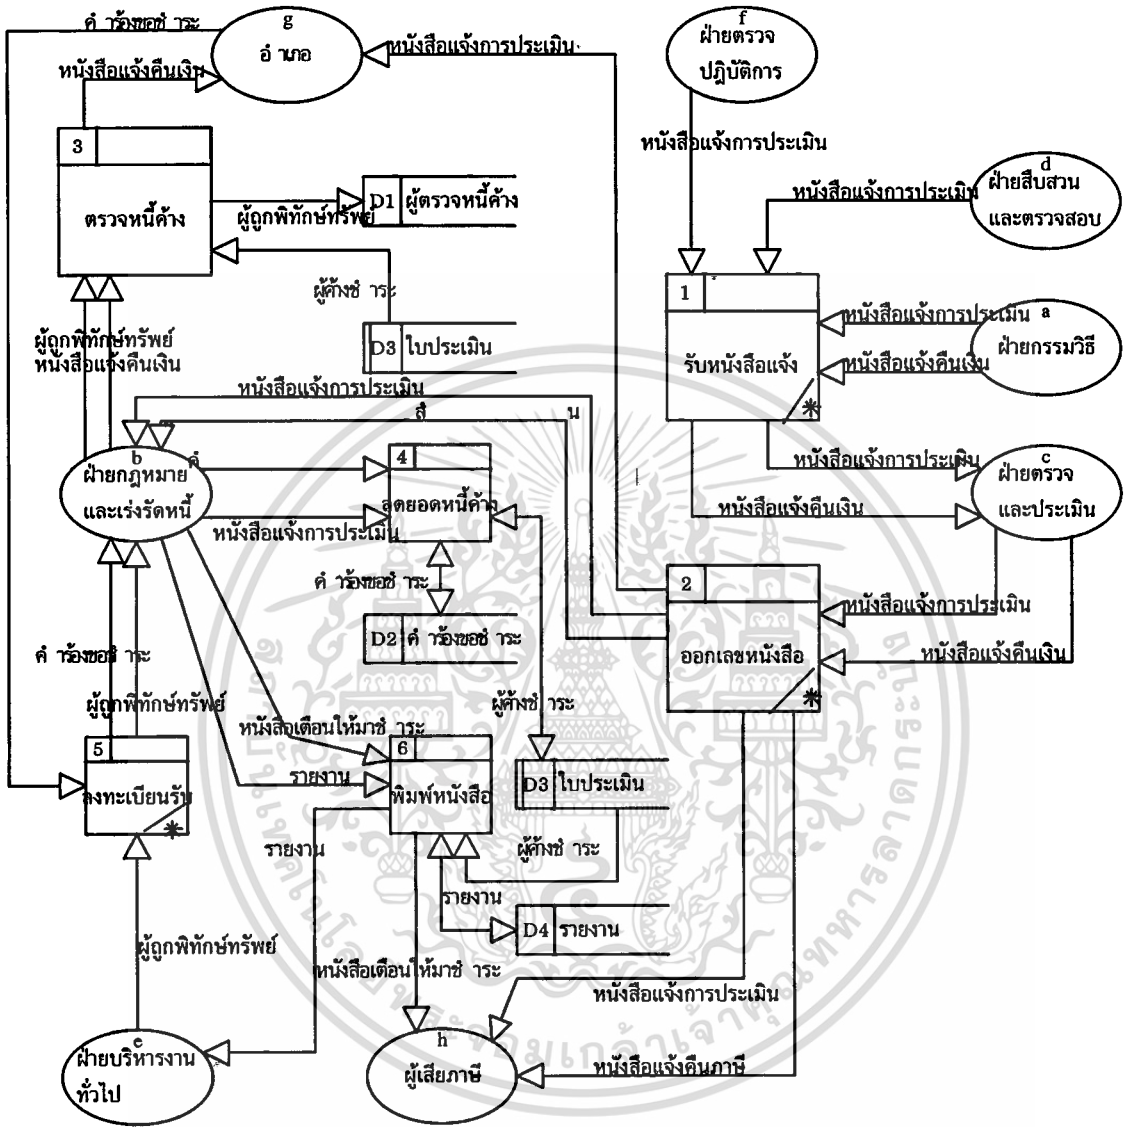 คำร้องขอชำระ
g
อำเภอ
หนังสือแจ้งการประเมิน
f
ฝ่ายตรวจ
ปฏิบัติการ
หนังสือแจ้งคืนเงิน
3
ตรวจหนี้ค้าง
หนังสือแจ้งการประเมิน
d
ฝ่ายสืบสวน
และตรวจสอบ
หนังสือแจ้งการประเมิน
D1 ผู้ตรวจหนี้ค้าง
ผู้ถูกพิทักษ์ทรัพย์
ผู้ค้างชำระ
1
รับหนังสือแจ้ง
*
หนังสือแจ้งการประเมิน
a
ฝ่ายกรรมวิธี
หนังสือแจ้งคืนเงิน
ผู้ถูกพิทักษ์ทรัพย์
หนังสือแจ้งคืนเงิน
D3 ใบประเมิน
หนังสือแจ้งการประเมิน
สำ
น
b
ฝ่ายกฎหมาย
และเร่งรัดหนี้
คำ
4
ลดยอดหนี้ค้าง
หนังสือแจ้งการประเมิน
หนังสือแจ้งการประเมิน
หนังสือแจ้งคืนเงิน
c
ฝ่ายตรวจ
และประเมิน
คำร้องขอชำระ
D2 คำร้องขอชำระ
2
ออกเลขหนังสือ
*
หนังสือแจ้งการประเมิน
หนังสือแจ้งคืนเงิน
คำร้องขอชำระ
ผู้ถูกพิทักษ์ทรัพย์
ผู้ค้างชำระ
หนังสือเตือนให้มาชำระ
5
ลงทะเบียนรับ
*
รายงาน
6
พิมพ์หนังสือ
D3 ใบประเมิน
รายงาน
ผู้ค้างชำระ
รายงาน
D4 รายงาน
ผู้ถูกพิทักษ์ทรัพย์
หนังสือเตือนให้มาชำระ
หนังสือแจ้งการประเมิน
e
ฝ่ายบริหารงาน
ทั่วไป
h
ผู้เสียภาษี
หนังสือแจ้งคืนภาษี